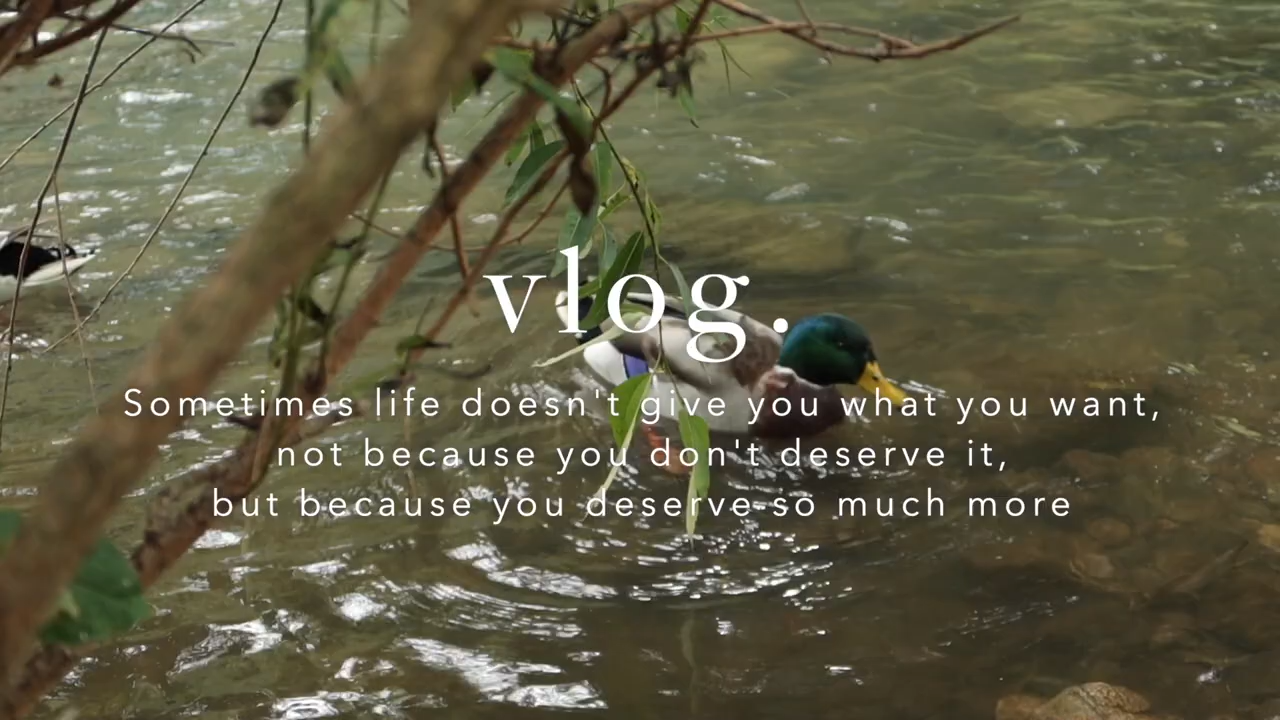 vlog.
Sometimes life doesn't give you what you want,
not because you don't deserve it,
but because you deserve so much more